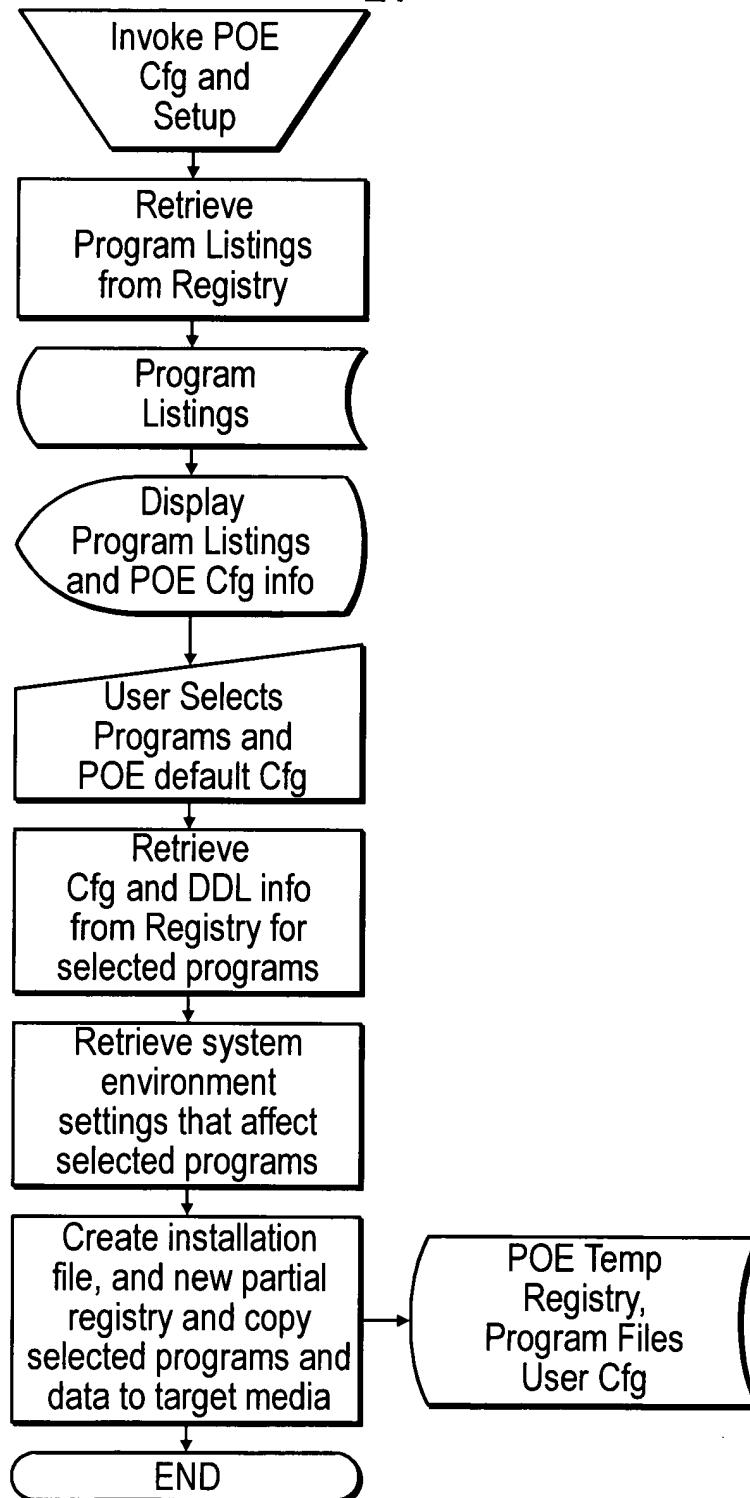 Invoke POE
Cfg and
Setup
Retrieve
Program Listings
from Registry
Program
Listings
Display
Program Listings
and POE Cfg info
User Selects
Programs and
POE default Cfg
Retrieve
Cfg and DDL info
from Registry for
selected programs
Retrieve system
environment
settings that affect
selected programs
Create installation
file, and new partial
registry and copy
selected programs and
data to target media
POE Temp
Registry,
Program Files
User Cfg
END